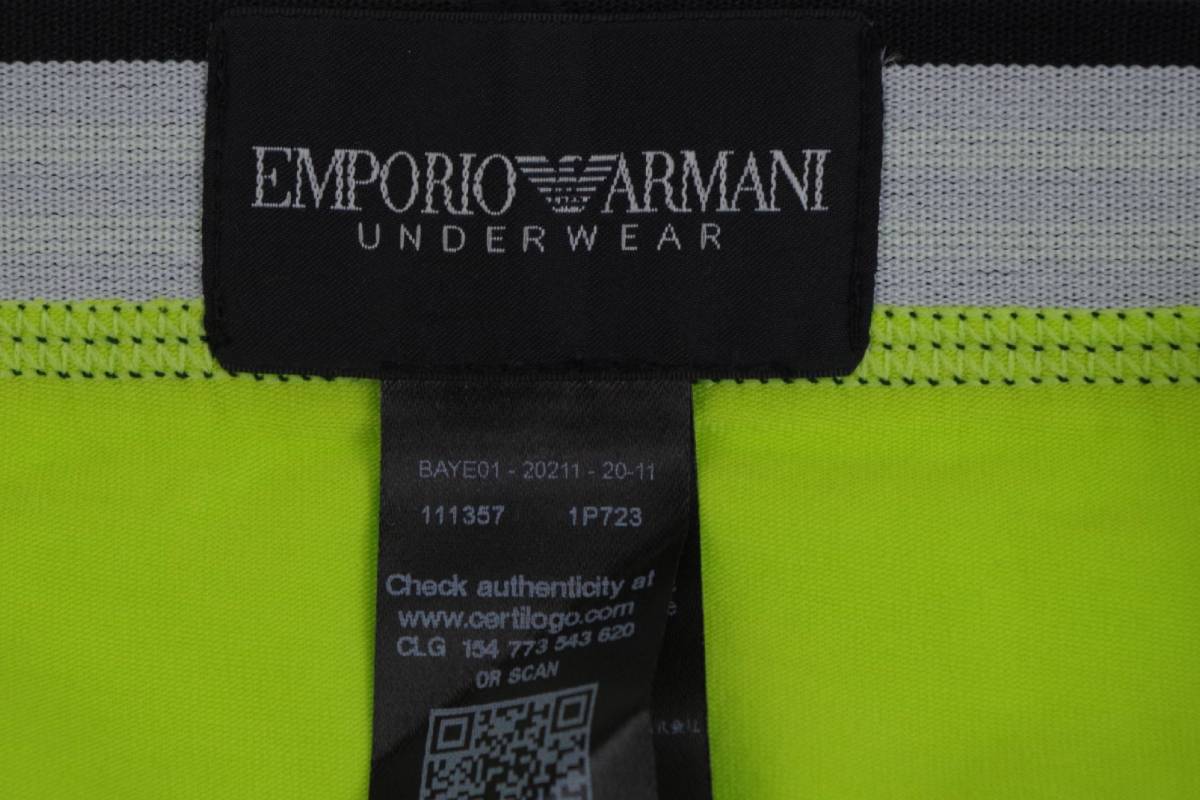 EMPORIO ARMANI
UNDERWEAR
BAYE01 - 20211 - 20-11
111357 1P723
Check authenticity at
www.certilogo.com
CLG 154 773 543 620
OR SCAN